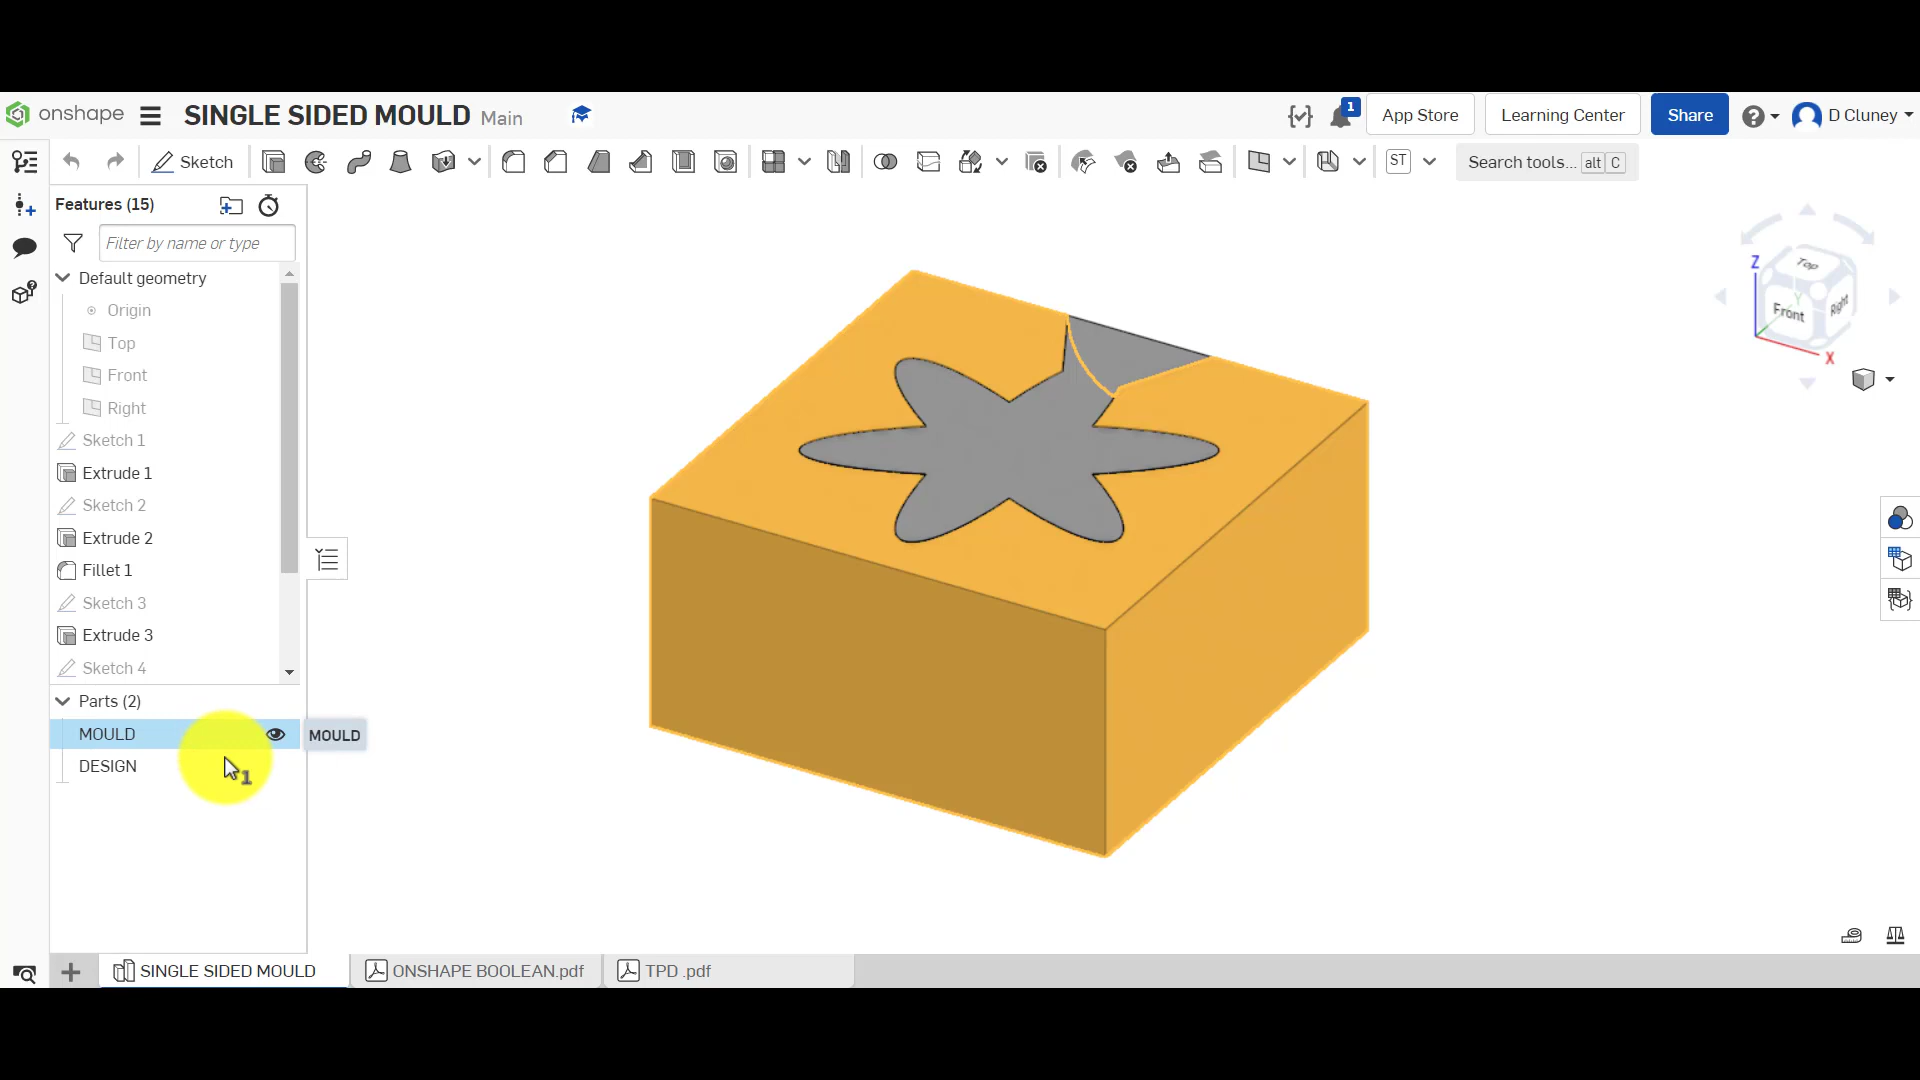 onshape SINGLE SIDED MOULD Main 1 App Store Learning Center Share D Cluney
Sketch ST Search tools... alt C
Features (15)
Filter by name or type
Default geometry
Origin
Top
Front
Right
Sketch 1
Extrude 1
Sketch 2
Extrude 2
Fillet 1
Sketch 3
Extrude 3
Sketch 4
Parts (2)
MOULD MOULD
DESIGN
1
Z
Top
Y
Front Right
X
SINGLE SIDED MOULD ONSHAPE BOOLEAN.pdf TPD .pdf